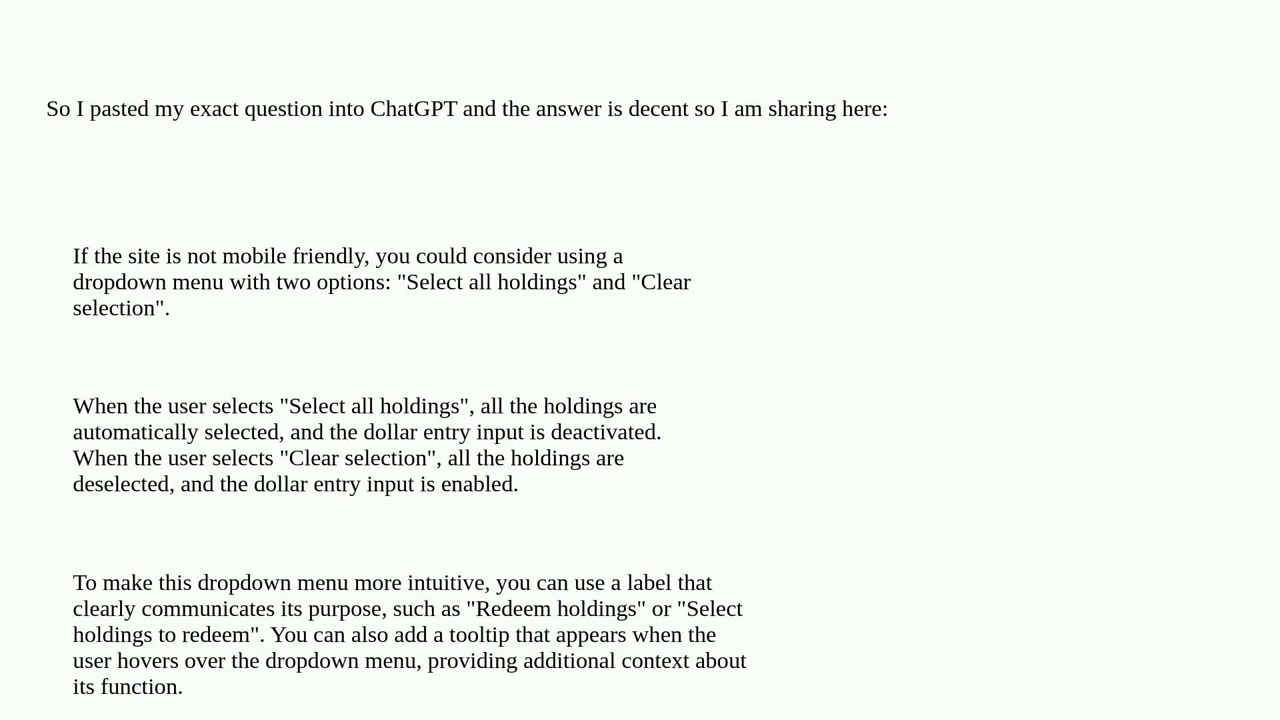 So I pasted my exact question into ChatGPT and the answer is decent so I am sharing here:
If the site is not mobile friendly, you could consider using a
dropdown menu with two options: "Select all holdings" and "Clear
selection".
When the user selects "Select all holdings", all the holdings are
automatically selected, and the dollar entry input is deactivated.
When the user selects "Clear selection", all the holdings are
deselected, and the dollar entry input is enabled.
To make this dropdown menu more intuitive, you can use a label that
clearly communicates its purpose, such as "Redeem holdings" or "Select
holdings to redeem". You can also add a tooltip that appears when the
user hovers over the dropdown menu, providing additional context about
its function.